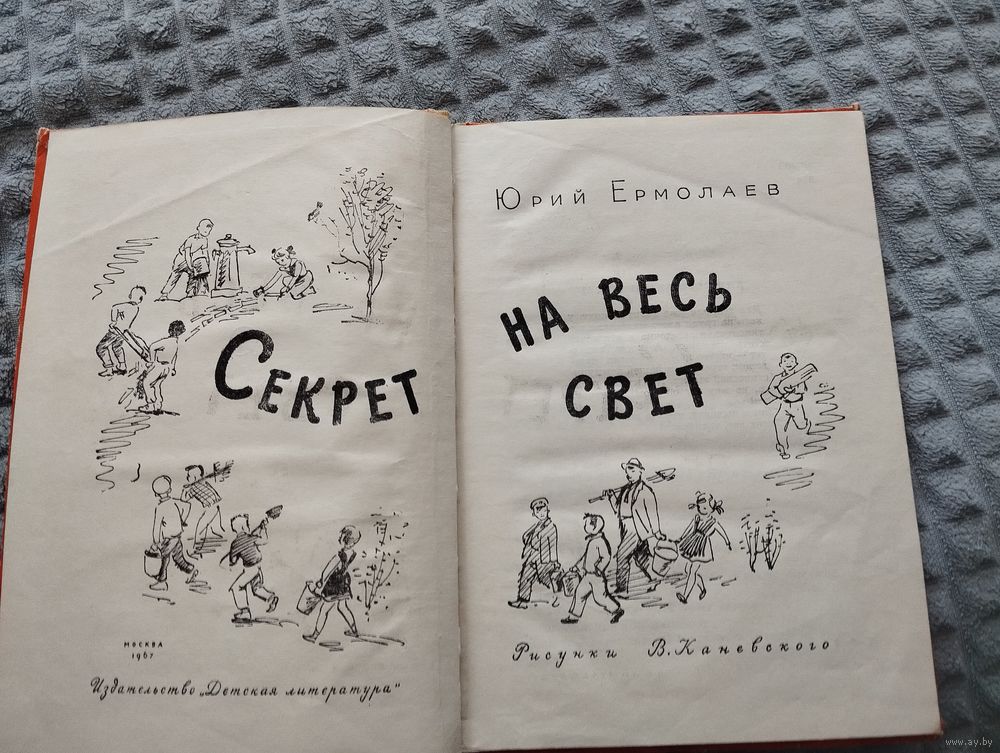 Секрет
Москва
1967
Издательство „Детская литература“
Юрий Ермолаев
на весь
свет
Рисунки В. Каневского
www.ay.by